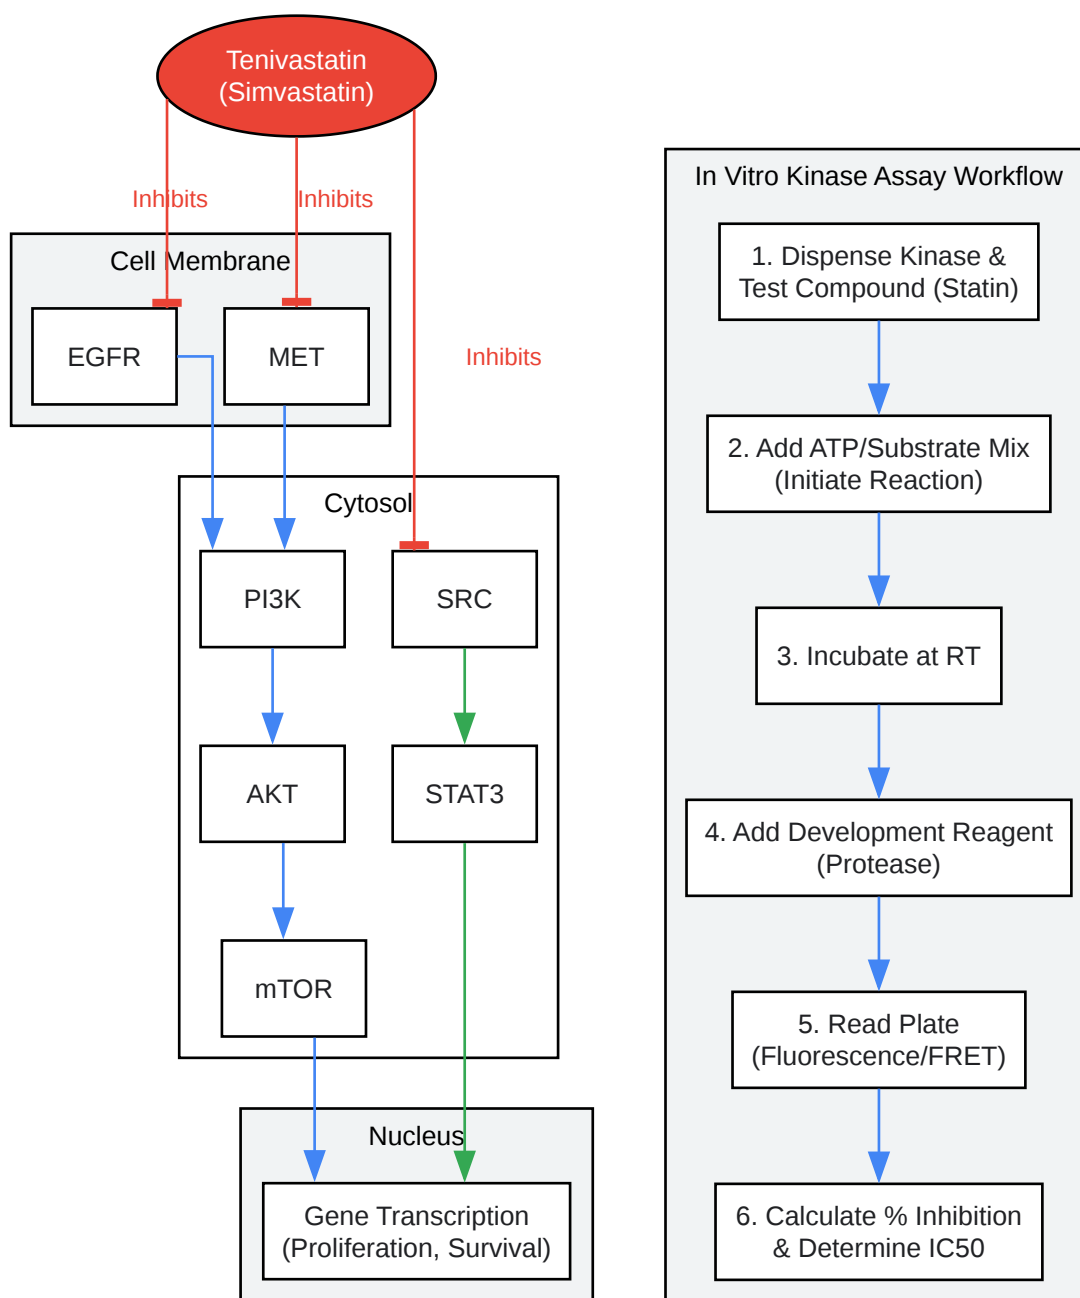 Tenivastatin
(Simvastatin)
Inhibits
Inhibits
Cell Membrane
EGFR
MET
Inhibits
Cytosol
PI3K
SRC
AKT
STAT3
mTOR
Nucleus
Gene Transcription
(Proliferation, Survival)
In Vitro Kinase Assay Workflow
1. Dispense Kinase &
Test Compound (Statin)
2. Add ATP/Substrate Mix
(Initiate Reaction)
3. Incubate at RT
4. Add Development Reagent
(Protease)
5. Read Plate
(Fluorescence/FRET)
6. Calculate % Inhibition
& Determine IC50